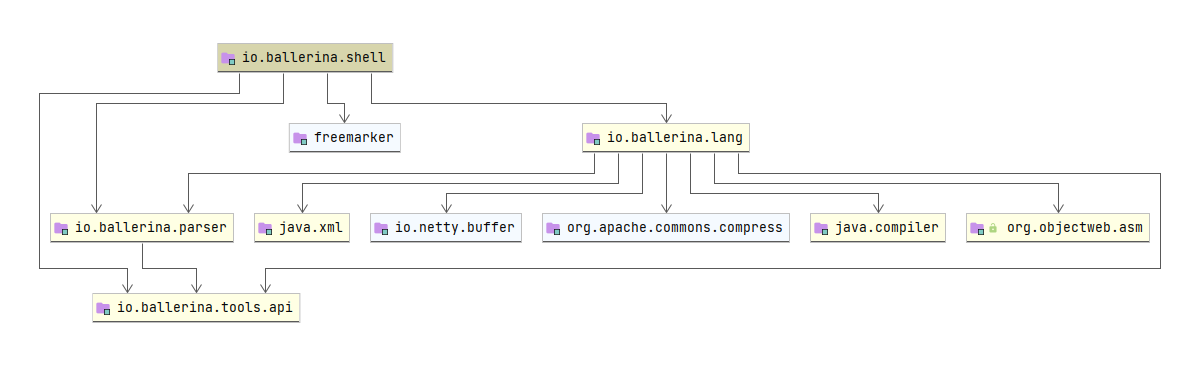 io.ballerina.shell
freemarker
io.ballerina.lang
io.ballerina.parser
java.xml
io.netty.buffer
org.apache.commons.compress
java.compiler
org.objectweb.asm
io.ballerina.tools.api